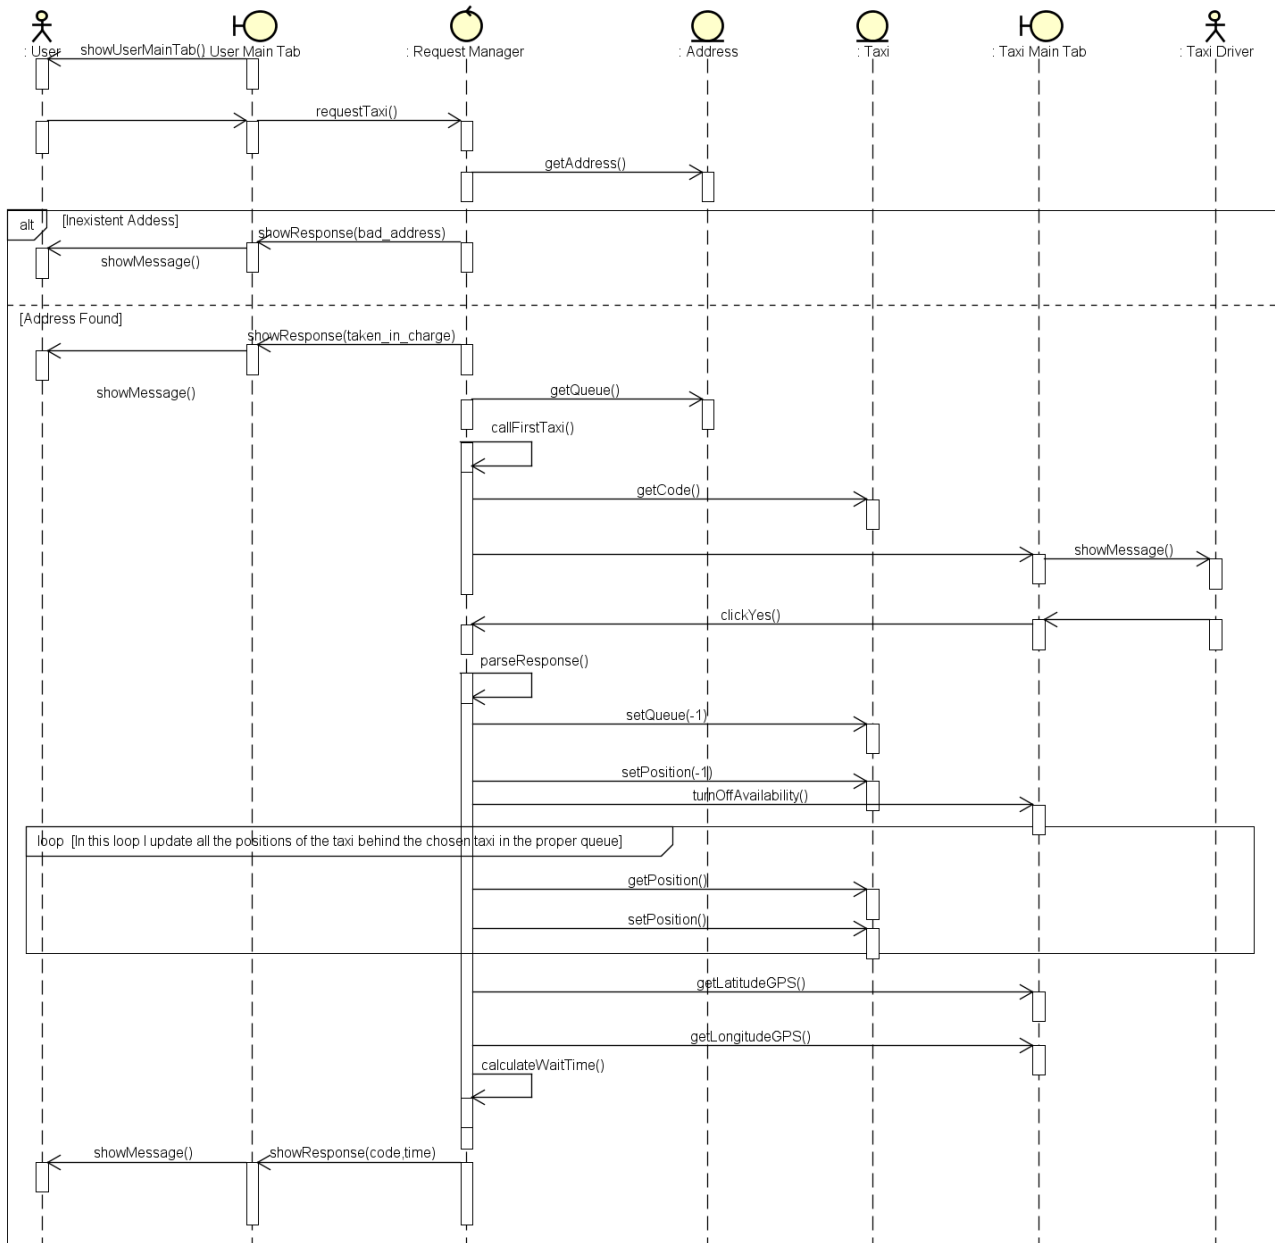 : User
User Main Tab
: Request Manager
: Address
: Taxi
: Taxi Main Tab
: Taxi Driver
showUserMainTab()
requestTaxi()
getAddress()
alt
[Inexistent Addess]
showResponse(bad_address)
showMessage()
[Address Found]
showResponse(taken_in_charge)
showMessage()
getQueue()
callFirstTaxi()
getCode()
showMessage()
clickYes()
parseResponse()
setQueue(-1)
setPosition(-1)
turnOffAvailability()
loop [In this loop I update all the positions of the taxi behind the chosen taxi in the proper queue]
getPosition()
setPosition()
getLatitudeGPS()
getLongitudeGPS()
calculateWaitTime()
showMessage()
showResponse(code,time)